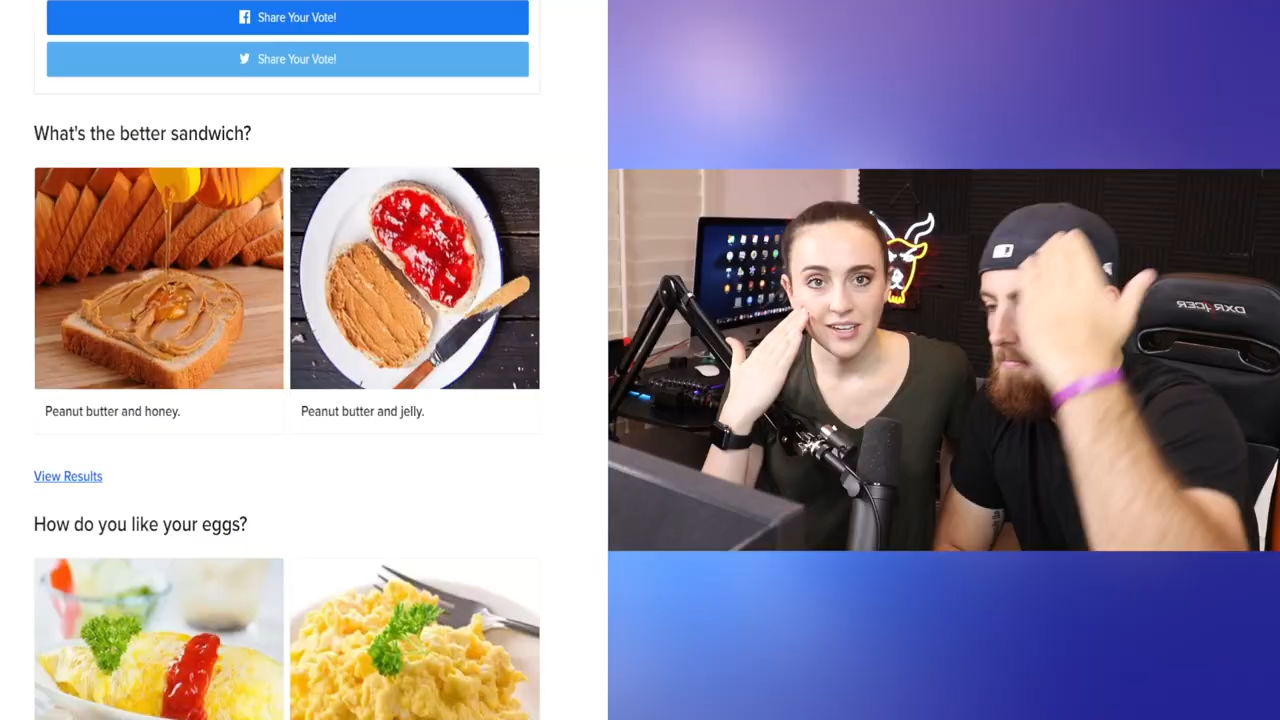 Share Your Vote!
Share Your Vote!
What's the better sandwich?
Peanut butter and honey.
Peanut butter and jelly.
View Results
How do you like your eggs?
DXRACER